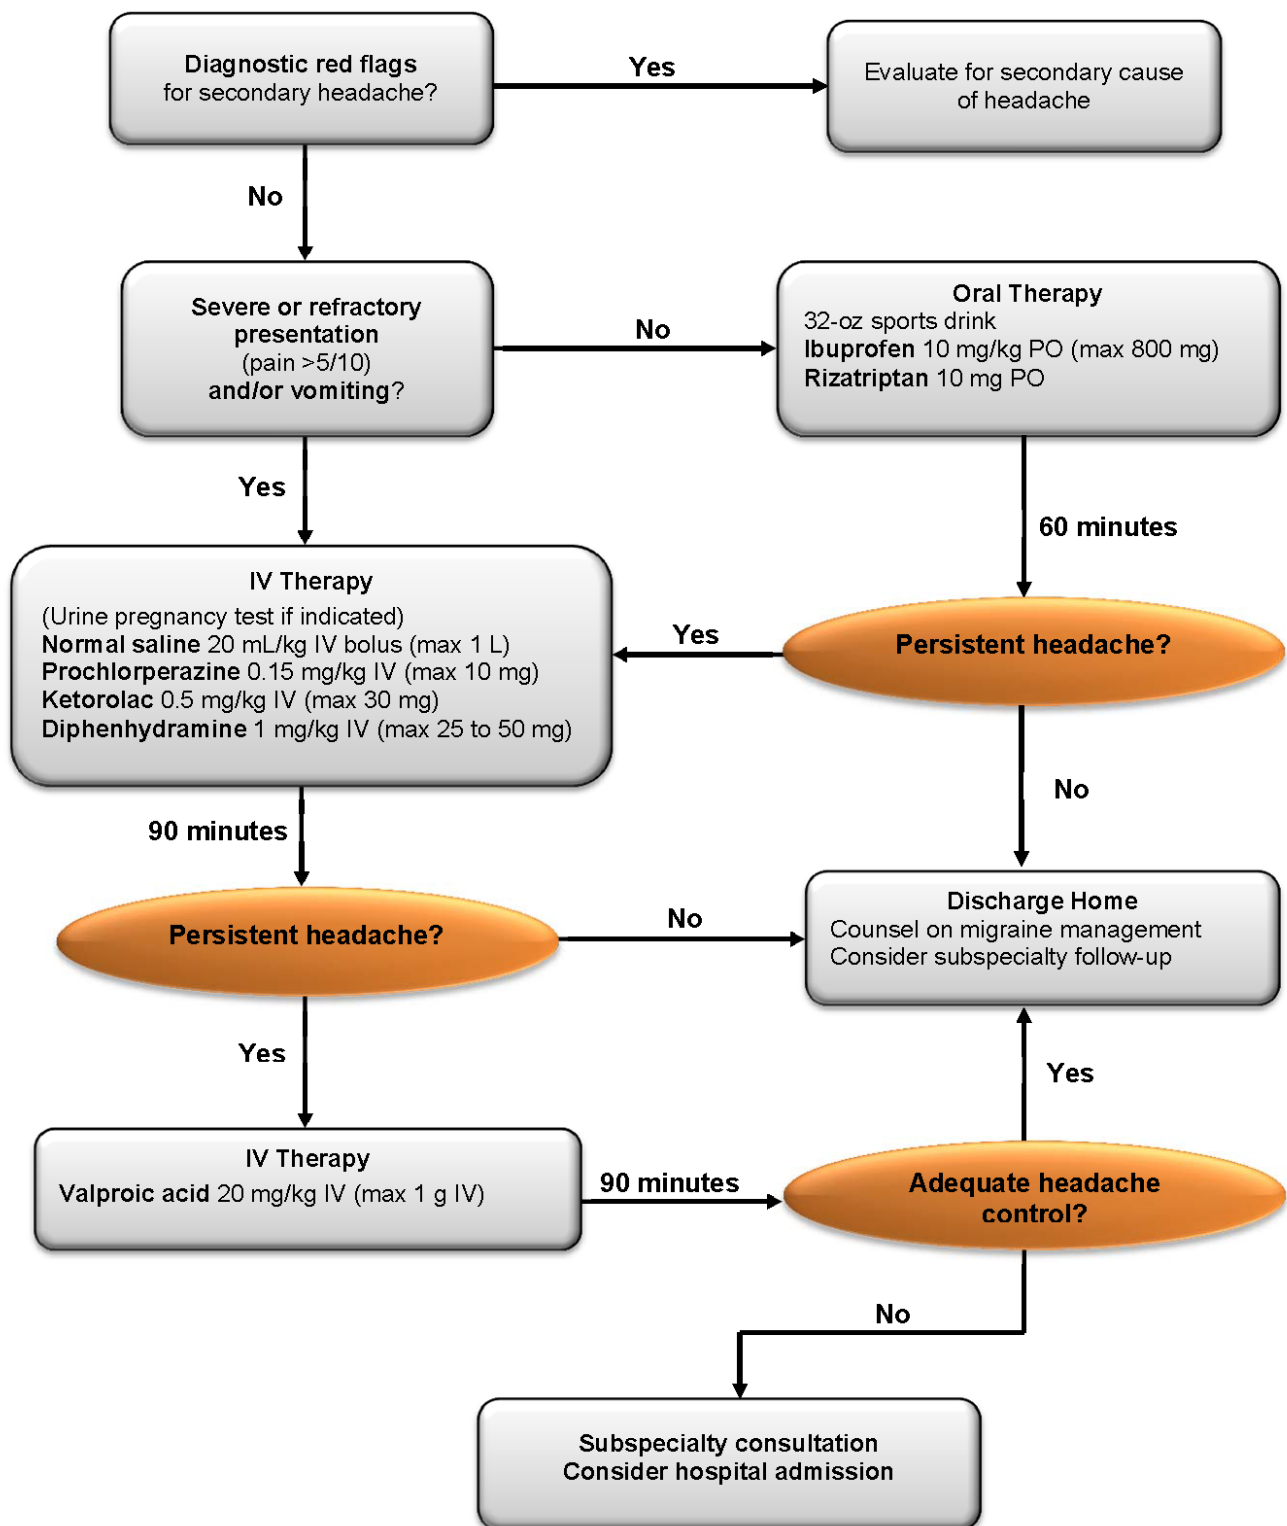 Diagnostic red flags
for secondary headache?
Yes
Evaluate for secondary cause
of headache
No
Severe or refractory
presentation
(pain >5/10)
and/or vomiting?
No
Oral Therapy
32-oz sports drink
Ibuprofen 10 mg/kg PO (max 800 mg)
Rizatriptan 10 mg PO
Yes
60 minutes
IV Therapy
(Urine pregnancy test if indicated)
Normal saline 20 mL/kg IV bolus (max 1 L)
Prochlorperazine 0.15 mg/kg IV (max 10 mg)
Ketorolac 0.5 mg/kg IV (max 30 mg)
Diphenhydramine 1 mg/kg IV (max 25 to 50 mg)
Yes
Persistent headache?
No
90 minutes
Persistent headache?
No
Discharge Home
Counsel on migraine management
Consider subspecialty follow-up
Yes
Yes
IV Therapy
Valproic acid 20 mg/kg IV (max 1 g IV)
90 minutes
Adequate headache
control?
No
Subspecialty consultation
Consider hospital admission